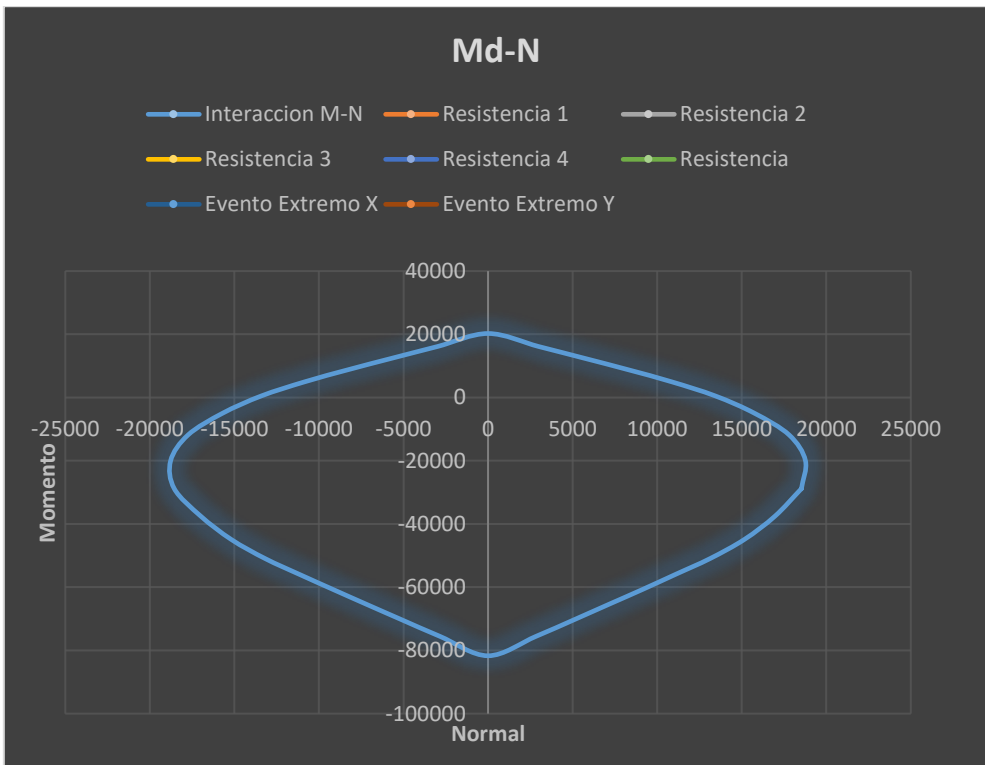 Md-N
Interaccion M-N Resistencia 1 Resistencia 2
Resistencia 3 Resistencia 4 Resistencia
Evento Extremo X Evento Extremo Y
40000
20000
0
-25000 -20000 -15000 -10000 -5000 0 5000 10000 15000 20000 25000
-20000
-40000
-60000
-80000
-100000
Momento
Normal